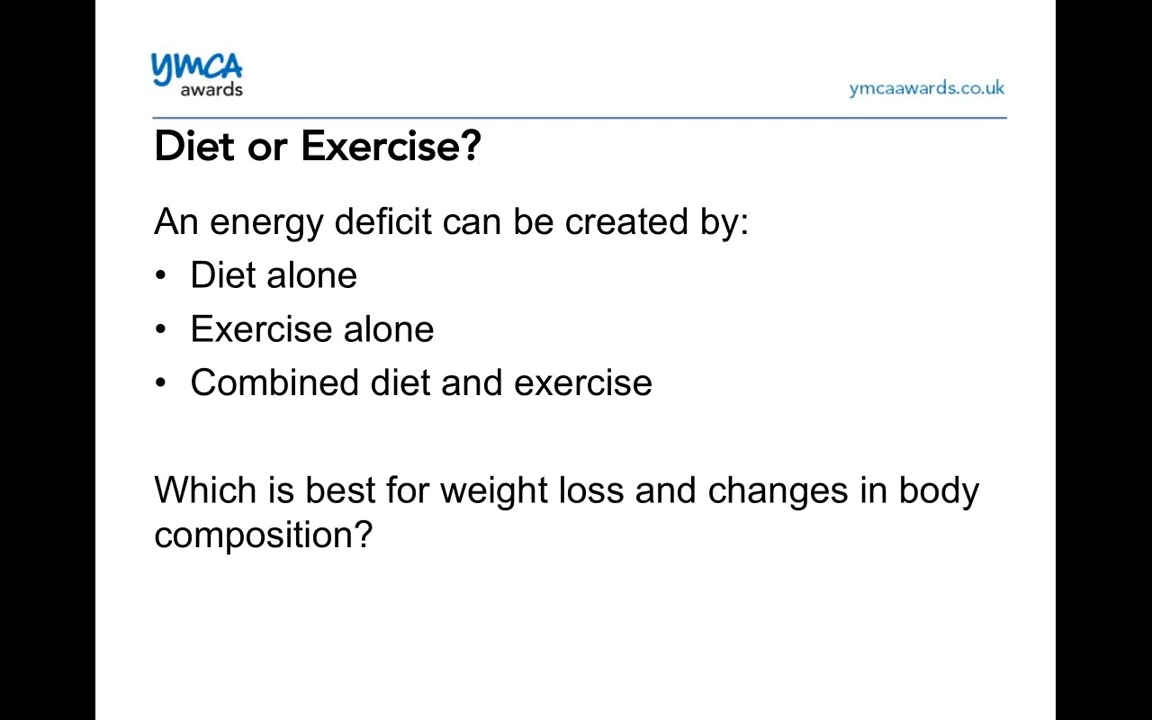 ymca
awards
ymcaawards.co.uk
Diet or Exercise?
An energy deficit can be created by:
• Diet alone
• Exercise alone
• Combined diet and exercise
Which is best for weight loss and changes in body
composition?